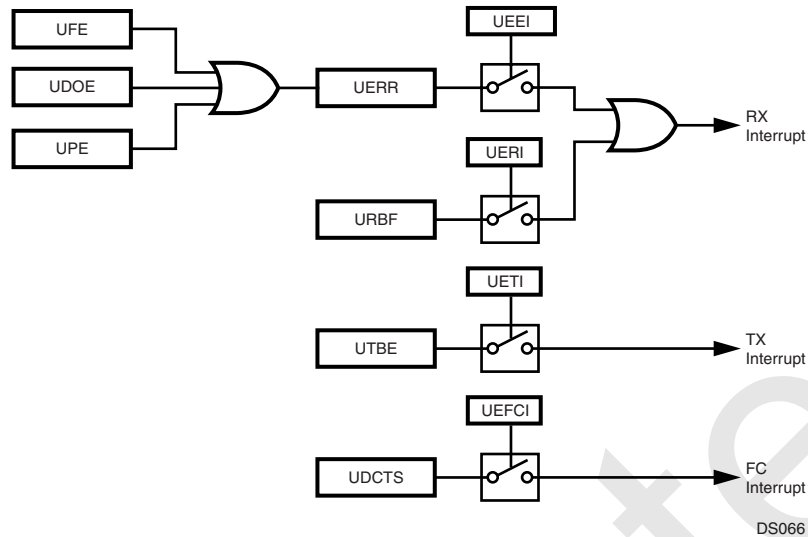 UEEI
UFE
UDOE
UERR
UPE
RX
Interrupt
UERI
URBF
UETI
UTBE
TX
Interrupt
UEFCI
UDCTS
FC
Interrupt
DS066